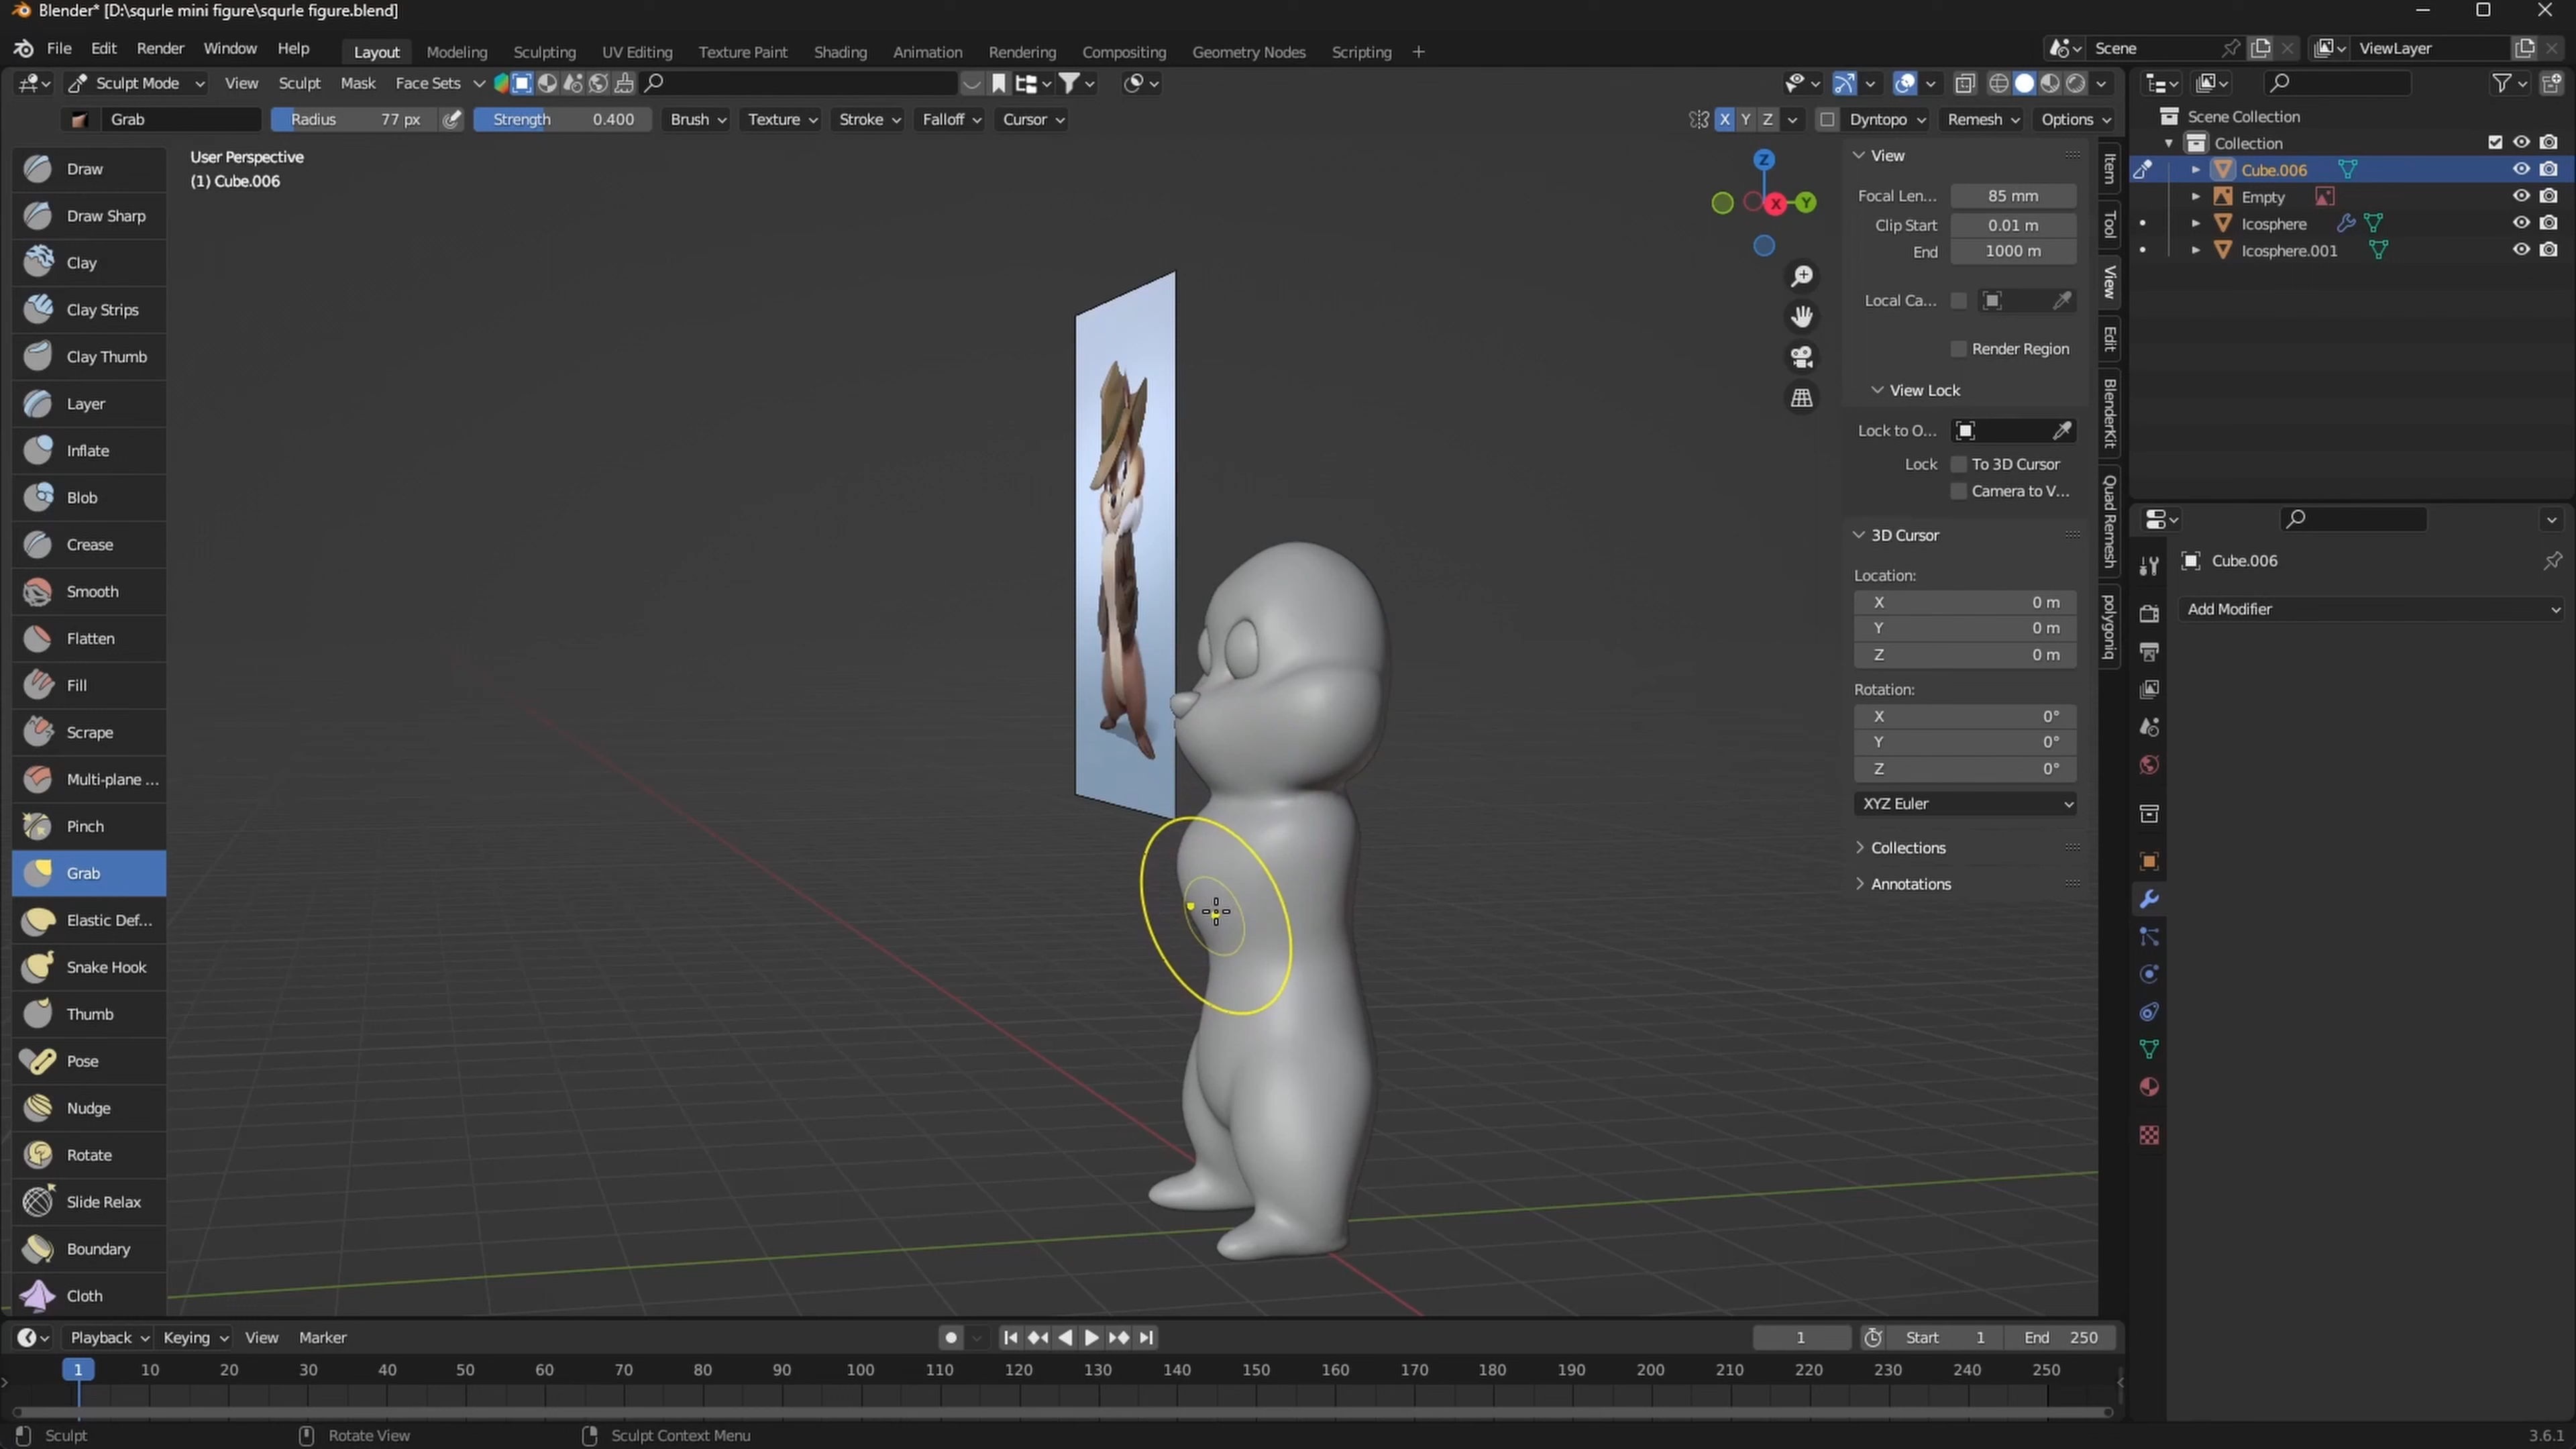 Blender* [D:\squrle mini figure\squrle figure.blend]
File Edit Render Window Help Layout Modeling Sculpting UV Editing Texture Paint Shading Animation Rendering Compositing Geometry Nodes Scripting + Scene ViewLayer
Sculpt Mode View Sculpt Mask Face Sets
Grab Radius 77 px Strength 0.400 Brush Texture Stroke Falloff Cursor X Y Z Dyntopo Remesh Options
Draw
Draw Sharp
Clay
Clay Strips
Clay Thumb
Layer
Inflate
Blob
Crease
Smooth
Flatten
Fill
Scrape
Multi-plane ...
Pinch
Grab
Elastic Def...
Snake Hook
Thumb
Pose
Nudge
Rotate
Slide Relax
Boundary
Cloth
User Perspective
(1) Cube.006
Z
X
Y
View
Focal Len... 85 mm
Clip Start 0.01 m
End 1000 m
Local Ca...
Render Region
View Lock
Lock to O...
Lock To 3D Cursor
Camera to V...
3D Cursor
Location:
X 0 m
Y 0 m
Z 0 m
Rotation:
X 0°
Y 0°
Z 0°
XYZ Euler
Collections
Annotations
Item
Tool
View
Edit
BlenderKit
Quad Remesh
polygoniq
Scene Collection
Collection
Cube.006
Empty
Icosphere
Icosphere.001
Cube.006
Add Modifier
Playback Keying View Marker 1 Start 1 End 250
1 10 20 30 40 50 60 70 80 90 100 110 120 130 140 150 160 170 180 190 200 210 220 230 240 250
Sculpt Rotate View Sculpt Context Menu 3.6.1